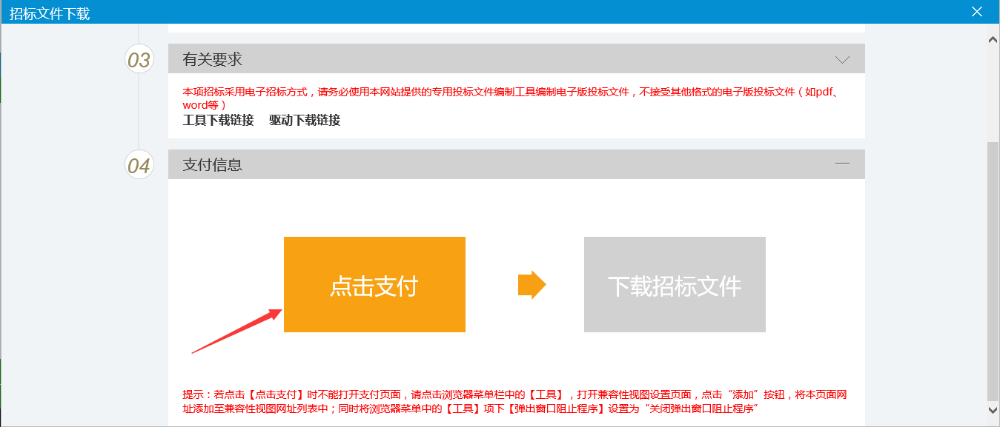 招标文件下载
03
有关要求
本项招标采用电子招标方式，请务必使用本网站提供的专用投标文件编制工具编制电子版投标文件，不接受其他格式的电子版投标文件（如pdf、
word等）
工具下载链接 驱动下载链接
04
支付信息
点击支付
下载招标文件
提示：若点击【点击支付】时不能打开支付页面，请点击浏览器菜单栏中的【工具】，打开兼容性视图设置页面，点击“添加”按钮，将本页面网
址添加至兼容性视图网址列表中；同时将浏览器菜单中的【工具】项下【弹出窗口阻止程序】设置为“关闭弹出窗口阻止程序”